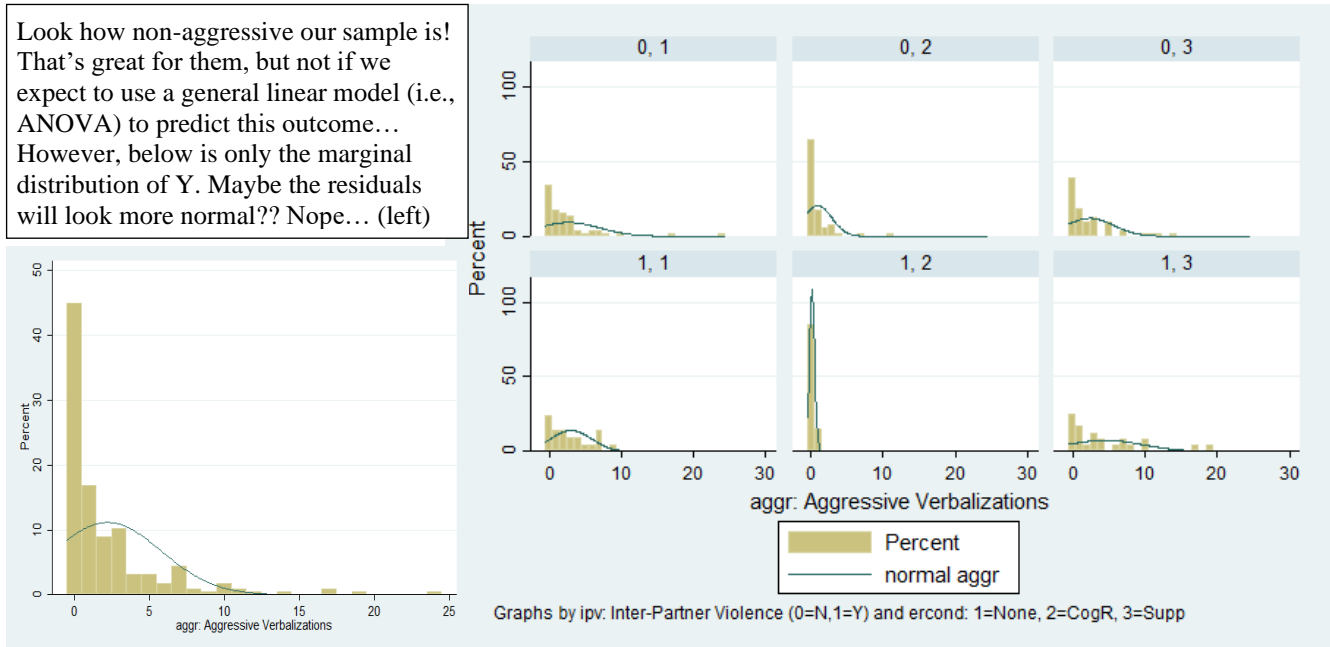 Look how non-aggressive our sample is!
That's great for them, but not if we
expect to use a general linear model (i.e.,
ANOVA) to predict this outcome…
However, below is only the marginal
distribution of Y. Maybe the residuals
will look more normal?? Nope… (left)
50
40
30
20
10
0
Percent
0 5 10 15 20 25
aggr: Aggressive Verbalizations
0, 1
0, 2
0, 3
100
50
0
1, 1
1, 2
1, 3
100
50
0
Percent
0 10 20 30
0 10 20 30
0 10 20 30
aggr: Aggressive Verbalizations
Percent
normal aggr
Graphs by ipv: Inter-Partner Violence (0=N,1=Y) and ercond: 1=None, 2=CogR, 3=Supp